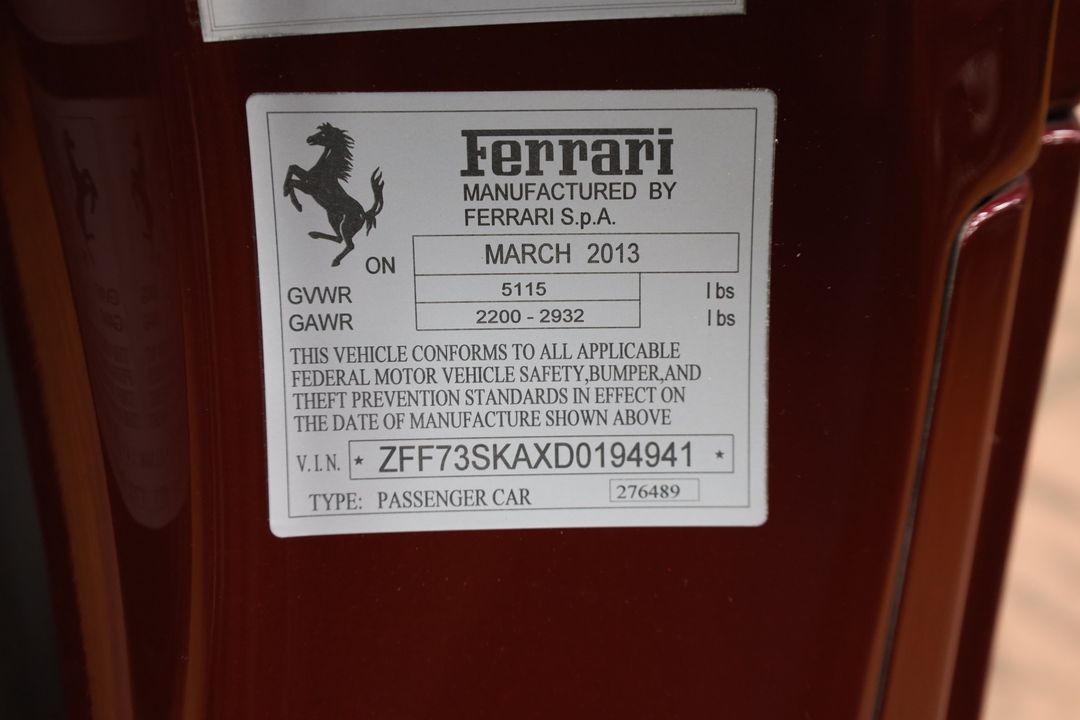 Ferrari
MANUFACTURED BY
FERRARI S.p.A.
ON MARCH 2013
GVWR 5115 lbs
GAWR 2200 - 2932 lbs
THIS VEHICLE CONFORMS TO ALL APPLICABLE
FEDERAL MOTOR VEHICLE SAFETY,BUMPER,AND
THEFT PREVENTION STANDARDS IN EFFECT ON
THE DATE OF MANUFACTURE SHOWN ABOVE
V.I.N. * ZFF73SKAXD0194941 *
TYPE: PASSENGER CAR 276489